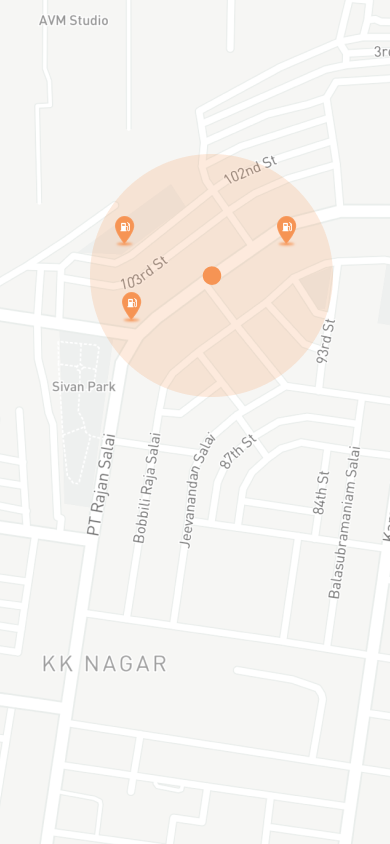 AVM Studio
3r
102nd St
103rd St
93rd St
Sivan Park
PT Rajan Salai
Bobbili Raja Salai
Jeevanandan Salai
87th St
84th St
Balasubramaniam Salai
KK NAGAR